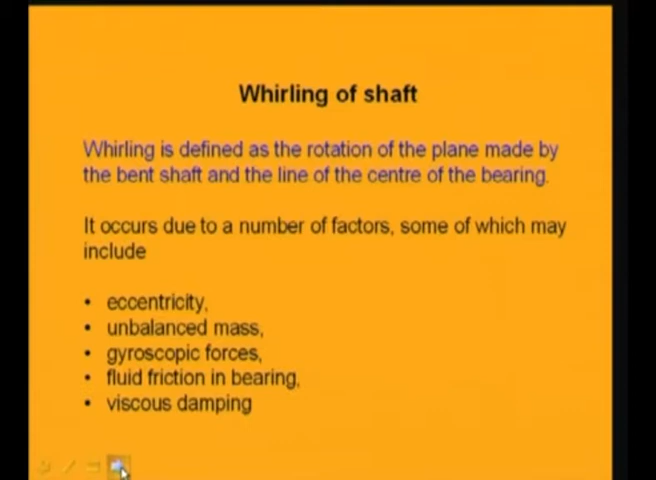 Whirling of shaft
Whirling is defined as the rotation of the plane made by
the bent shaft and the line of the centre of the bearing.
It occurs due to a number of factors, some of which may
include
• eccentricity,
• unbalanced mass,
• gyroscopic forces,
• fluid friction in bearing,
• viscous damping